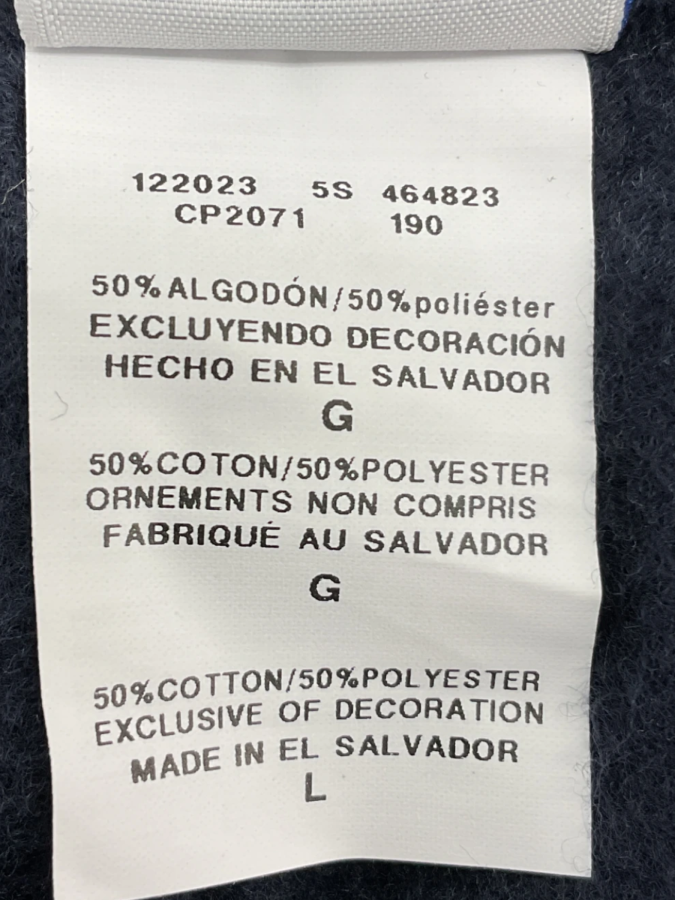 122023 5S 464823
CP2071 190
50%ALGODÓN/50%poliéster
EXCLUYENDO DECORACIÓN
HECHO EN EL SALVADOR
G
50%COTON/50%POLYESTER
ORNEMENTS NON COMPRIS
FABRIQUÉ AU SALVADOR
G
50%COTTON/50%POLYESTER
EXCLUSIVE OF DECORATION
MADE IN EL SALVADOR
L